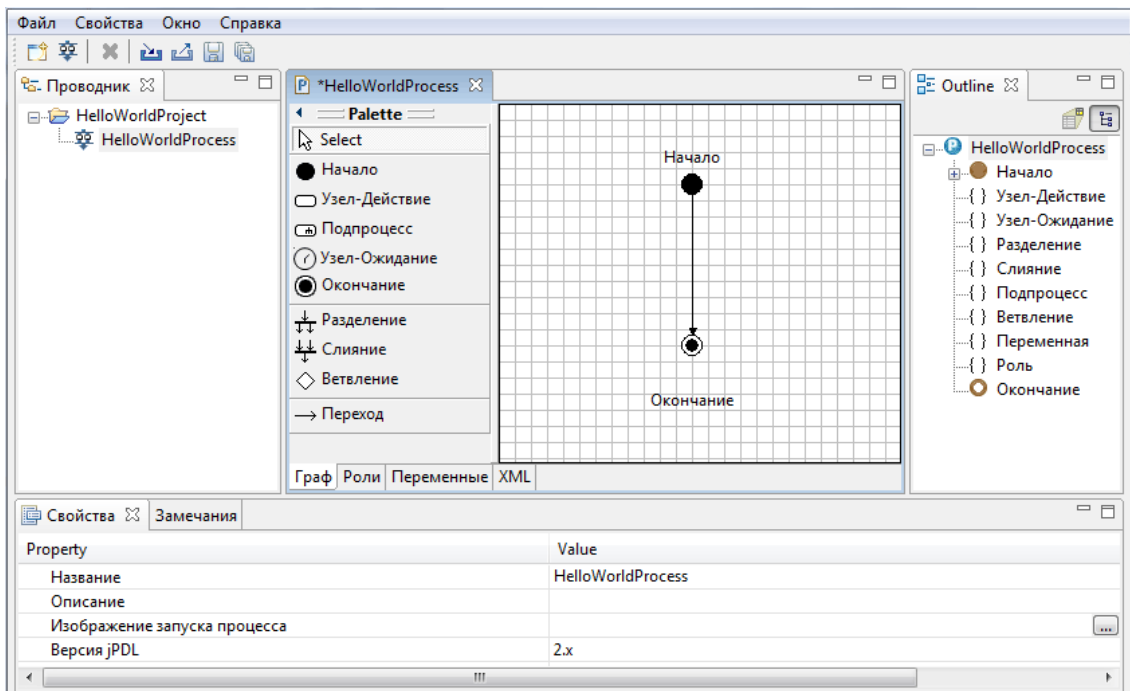 Файл Свойства Окно Справка
Проводник
HelloWorldProject
HelloWorldProcess
*HelloWorldProcess
Palette
Select
Начало
Узел-Действие
Подпроцесс
Узел-Ожидание
Окончание
Разделение
Слияние
Ветвление
Переход
Начало
Окончание
Граф Роли Переменные XML
Outline
HelloWorldProcess
Начало
{ } Узел-Действие
{ } Узел-Ожидание
{ } Разделение
{ } Слияние
{ } Подпроцесс
{ } Ветвление
{ } Переменная
{ } Роль
Окончание
Свойства Замечания
Property Value
Название HelloWorldProcess
Описание
Изображение запуска процесса ...
Версия jPDL 2.x